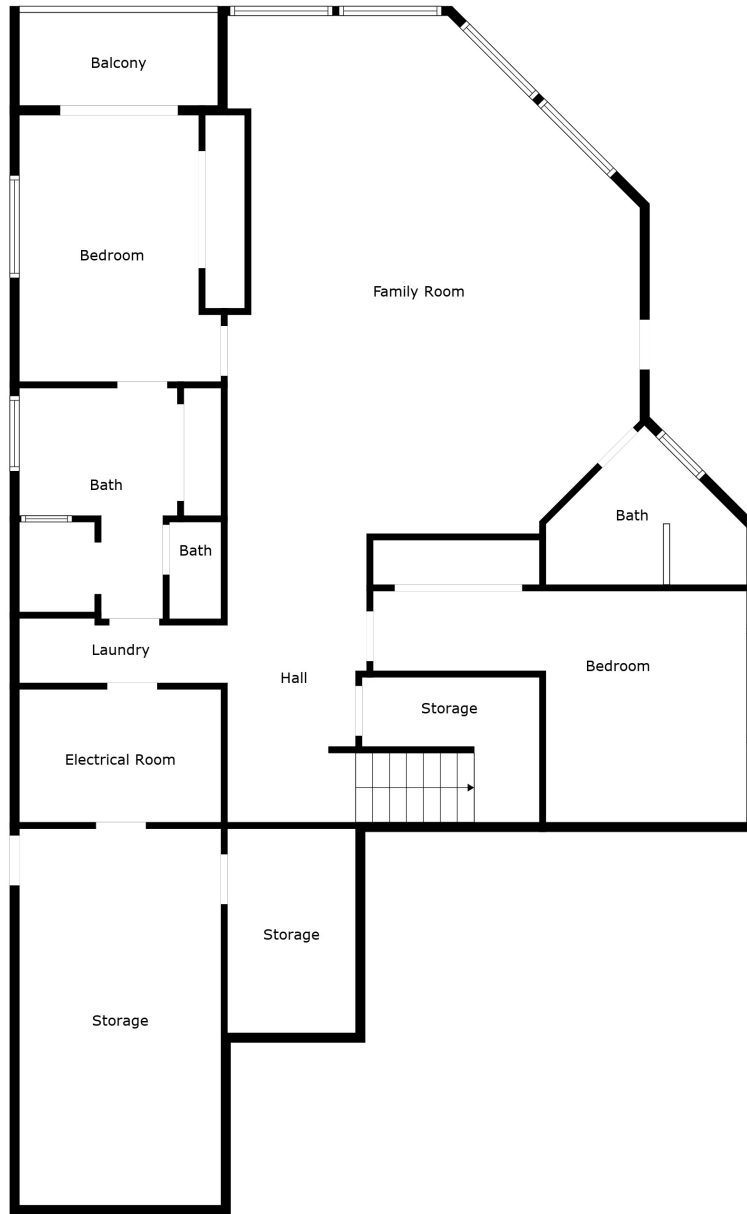 Balcony
Bedroom
Family Room
Bath
Bath
Bath
Laundry
Hall
Bedroom
Storage
Electrical Room
Storage
Storage